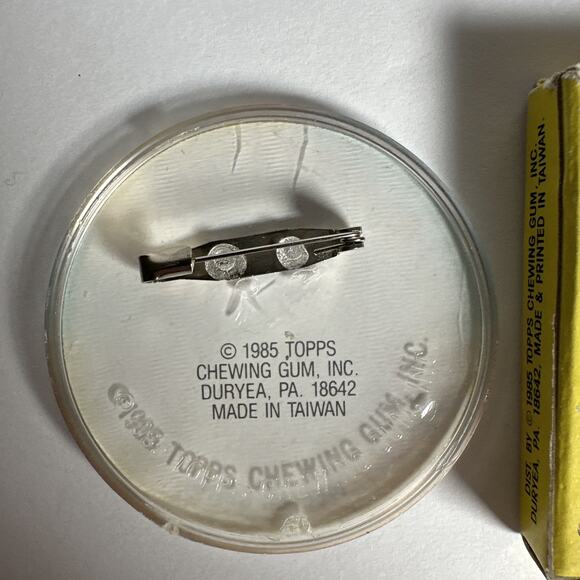 © 1985 TOPPS
CHEWING GUM, INC.
DURYEA, PA. 18642
MADE IN TAIWAN
©1985 TOPPS CHEWING GUM, INC.
DIST. BY © 1985 TOPPS CHEWING GUM, INC.
DURYEA, PA. 18642, MADE & PRINTED IN TAIWAN.